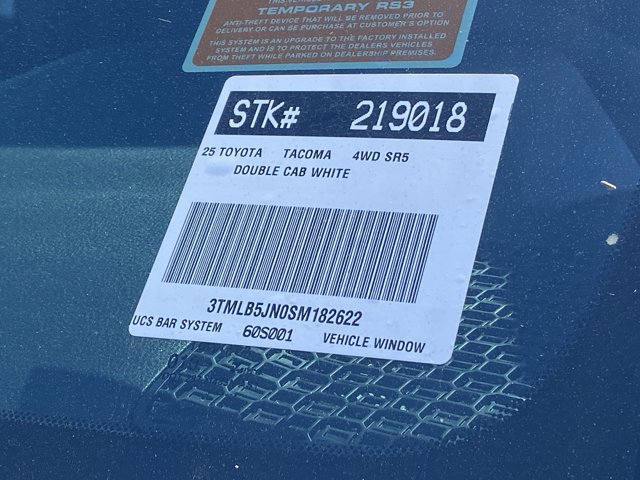 TEMPORARY RS3
ANTI-THEFT DEVICE THAT WILL BE REMOVED PRIOR TO
DELIVERY OR CAN BE PURCHASE AT CUSTOMER'S OPTION
THIS SYSTEM IS AN UPGRADE TO THE FACTORY INSTALLED
SYSTEM AND IS TO PROTECT THE DEALERS VEHICLES
FROM THEFT WHILE PARKED ON DEALERSHIP PREMISES.
STK# 219018
25 TOYOTA TACOMA 4WD SR5
DOUBLE CAB WHITE
3TMLB5JN0SM182622
UCS BAR SYSTEM 60S001 VEHICLE WINDOW